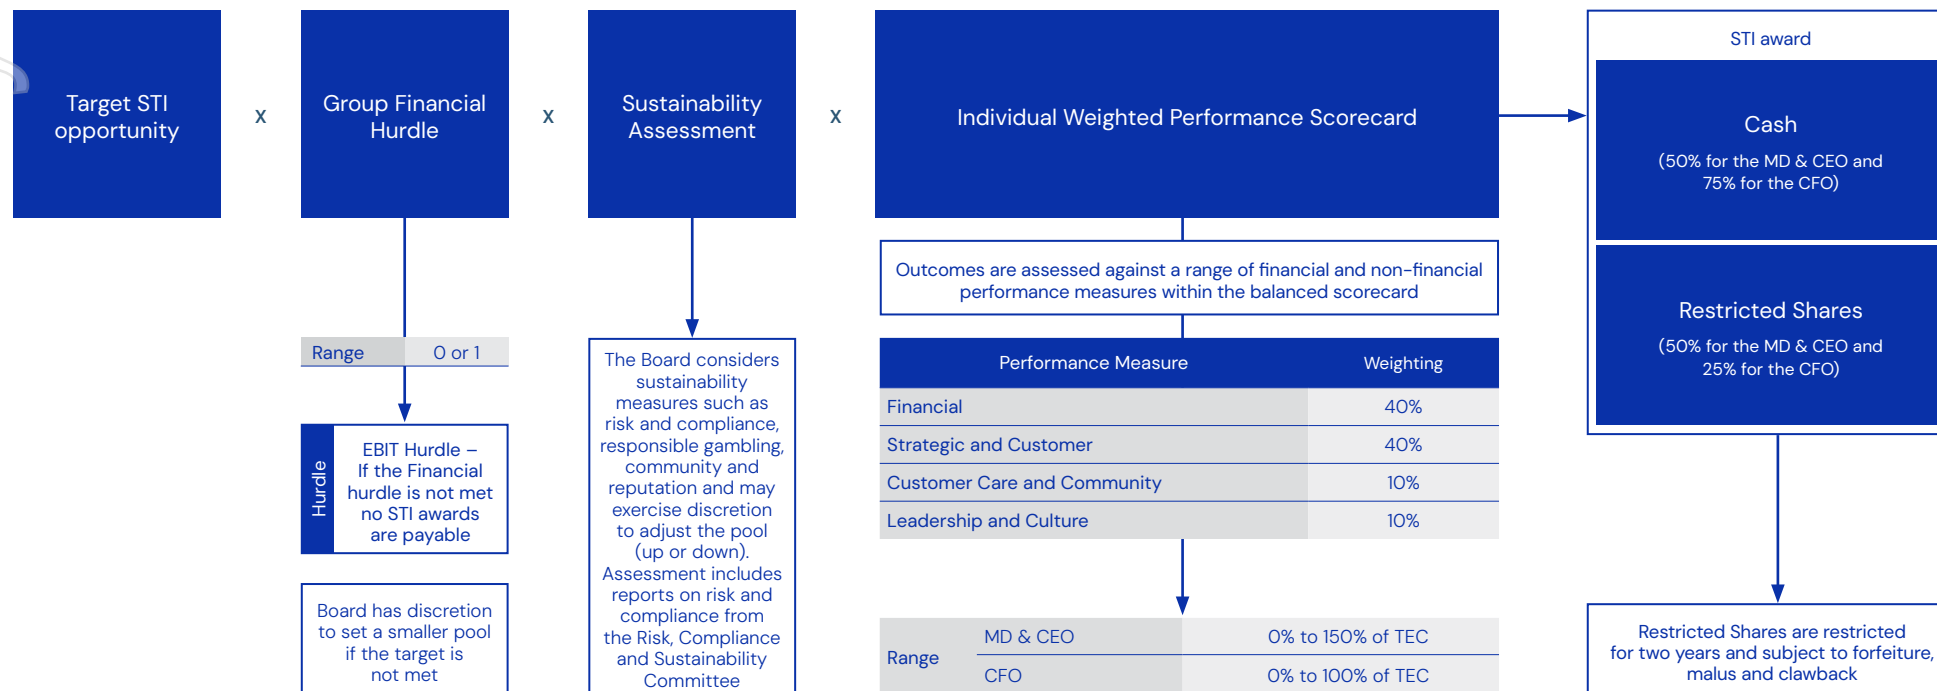 Target STI
opportunity
x
Group Financial
Hurdle
x
Sustainability
Assessment
x
Individual Weighted Performance Scorecard
STI award
Cash
(50% for the MD & CEO and
75% for the CFO)
Restricted Shares
(50% for the MD & CEO and
25% for the CFO)
Restricted Shares are restricted
for two years and subject to forfeiture,
malus and clawback
Range 0 or 1
Hurdle
EBIT Hurdle –
If the Financial
hurdle is not met
no STI awards
are payable
Board has discretion
to set a smaller pool
if the target is
not met
The Board considers
sustainability
measures such as
risk and compliance,
responsible gambling,
community and
reputation and may
exercise discretion
to adjust the pool
(up or down).
Assessment includes
reports on risk and
compliance from
the Risk, Compliance
and Sustainability
Committee
Outcomes are assessed against a range of financial and non-financial
performance measures within the balanced scorecard
Performance Measure Weighting
Financial 40%
Strategic and Customer 40%
Customer Care and Community 10%
Leadership and Culture 10%
Range
MD & CEO 0% to 150% of TEC
CFO 0% to 100% of TEC